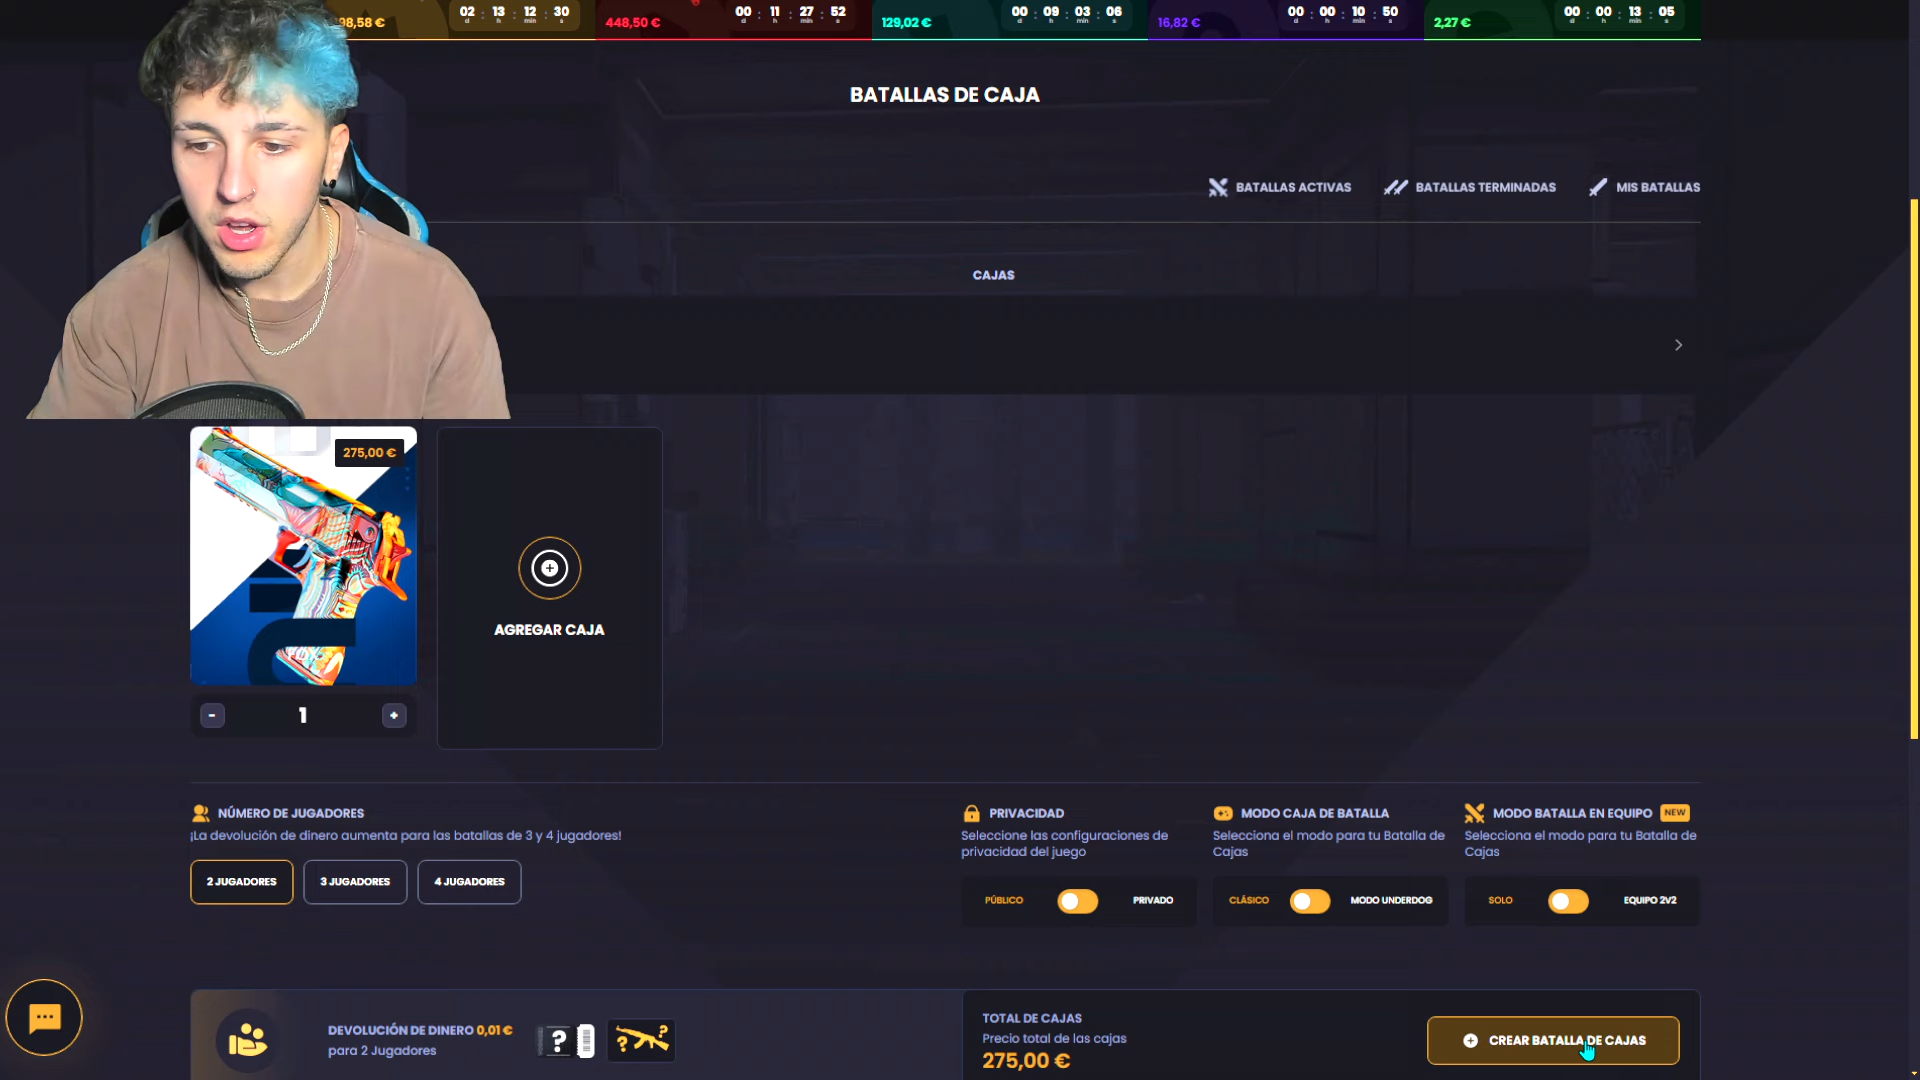 98,58 €
02 : 13 : 12 : 30
d h min s
448,50 €
00 : 11 : 27 : 52
d h min s
129,02 €
00 : 09 : 03 : 06
d h min s
16,82 €
00 : 00 : 10 : 50
d h min s
2,27 €
00 : 00 : 13 : 05
d h min s
BATALLAS DE CAJA
BATALLAS ACTIVAS
BATALLAS TERMINADAS
MIS BATALLAS
CAJAS
275,00 €
- 1 +
AGREGAR CAJA
NÚMERO DE JUGADORES
¡La devolución de dinero aumenta para las batallas de 3 y 4 jugadores!
2 JUGADORES
3 JUGADORES
4 JUGADORES
PRIVACIDAD
Seleccione las configuraciones de
privacidad del juego
PÚBLICO
PRIVADO
MODO CAJA DE BATALLA
Selecciona el modo para tu Batalla de
Cajas
CLÁSICO
MODO UNDERDOG
MODO BATALLA EN EQUIPO NEW
Selecciona el modo para tu Batalla de
Cajas
SOLO
EQUIPO 2V2
DEVOLUCIÓN DE DINERO 0,01 €
para 2 Jugadores
?
? ?
TOTAL DE CAJAS
Precio total de las cajas
275,00 €
CREAR BATALLA DE CAJAS